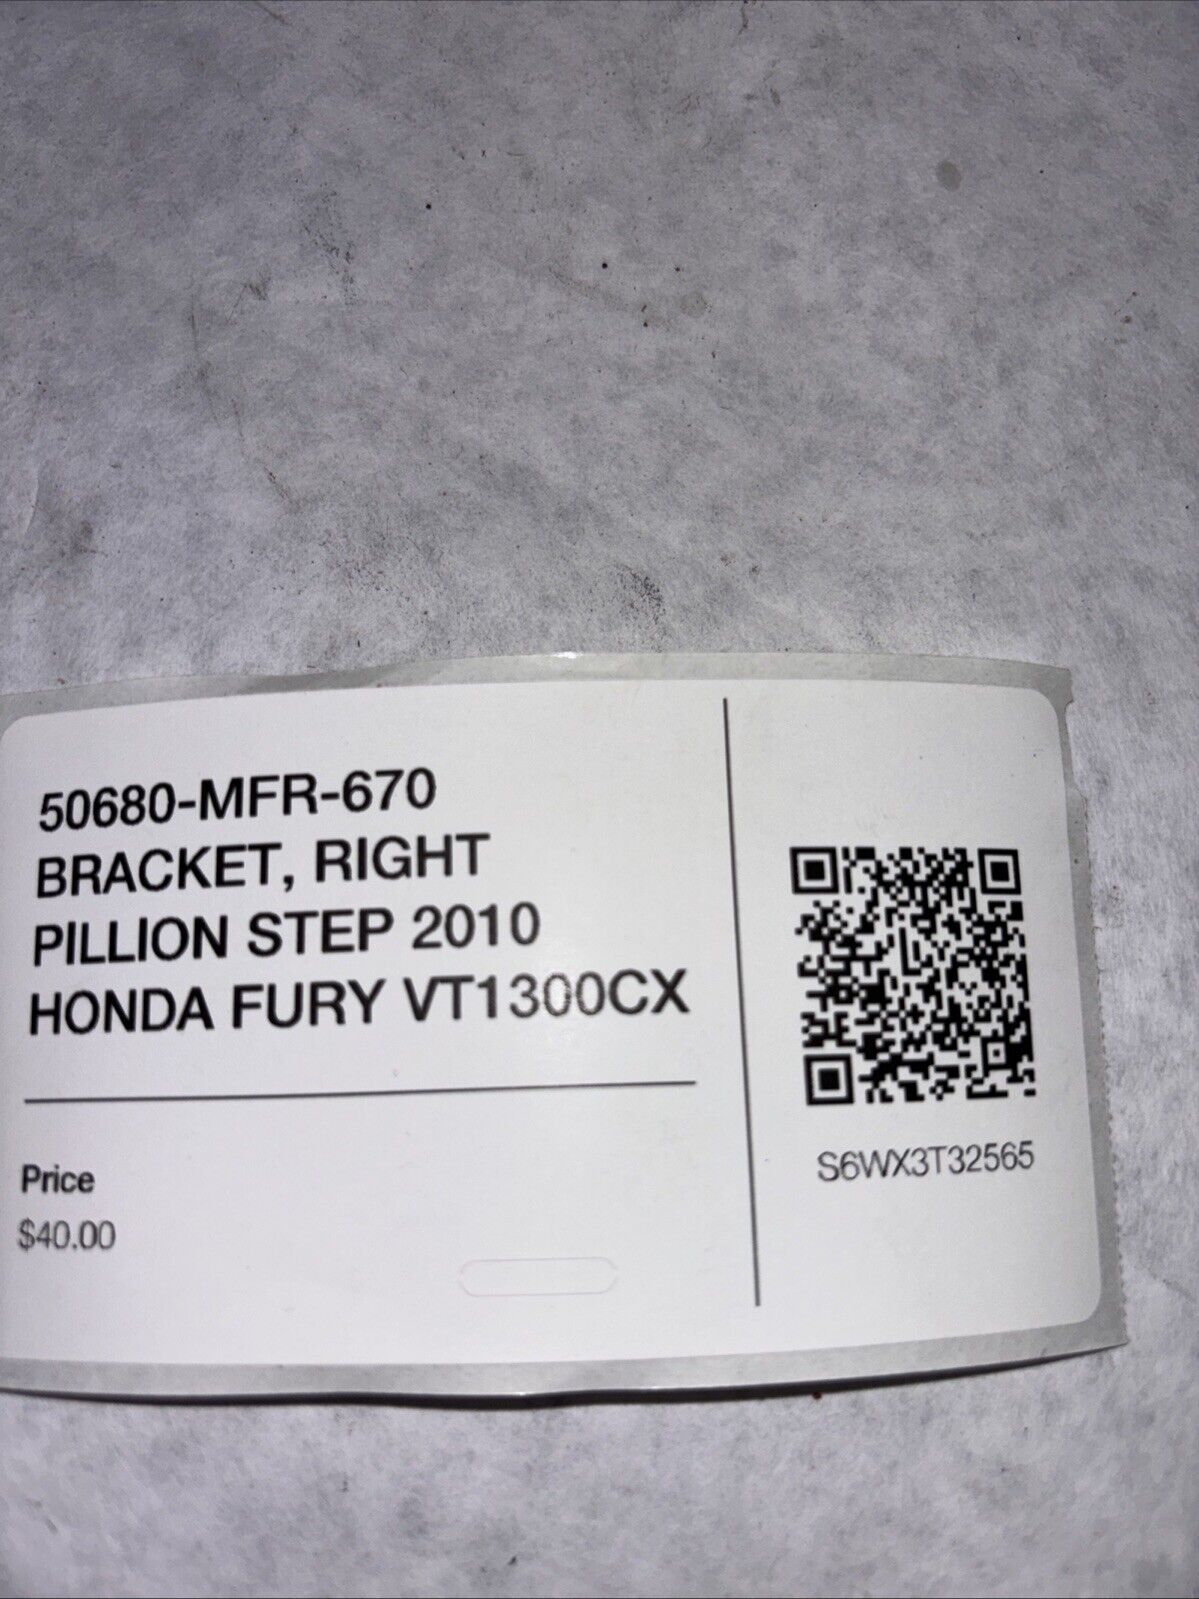 50680-MFR-670
BRACKET, RIGHT
PILLION STEP 2010
HONDA FURY VT1300CX
Price
$40.00
S6WX3T32565